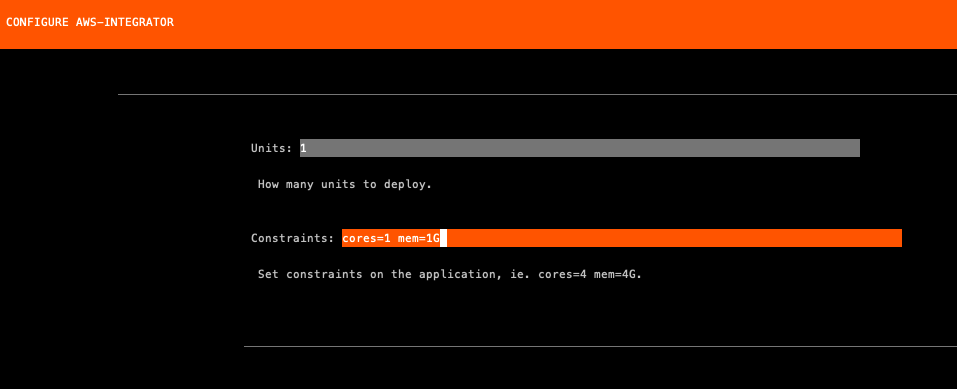 CONFIGURE AWS-INTEGRATOR
Units: 1
How many units to deploy.
Constraints: cores=1 mem=1G
Set constraints on the application, ie. cores=4 mem=4G.